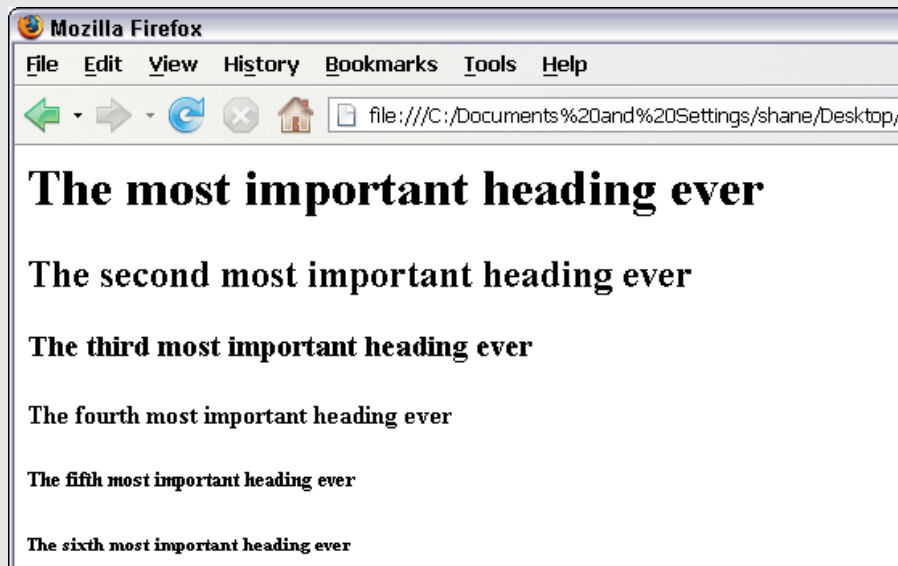 Mozilla Firefox
File Edit View History Bookmarks Tools Help
file:///C:/Documents%20and%20Settings/shane/Desktop/
The most important heading ever
The second most important heading ever
The third most important heading ever
The fourth most important heading ever
The fifth most important heading ever
The sixth most important heading ever